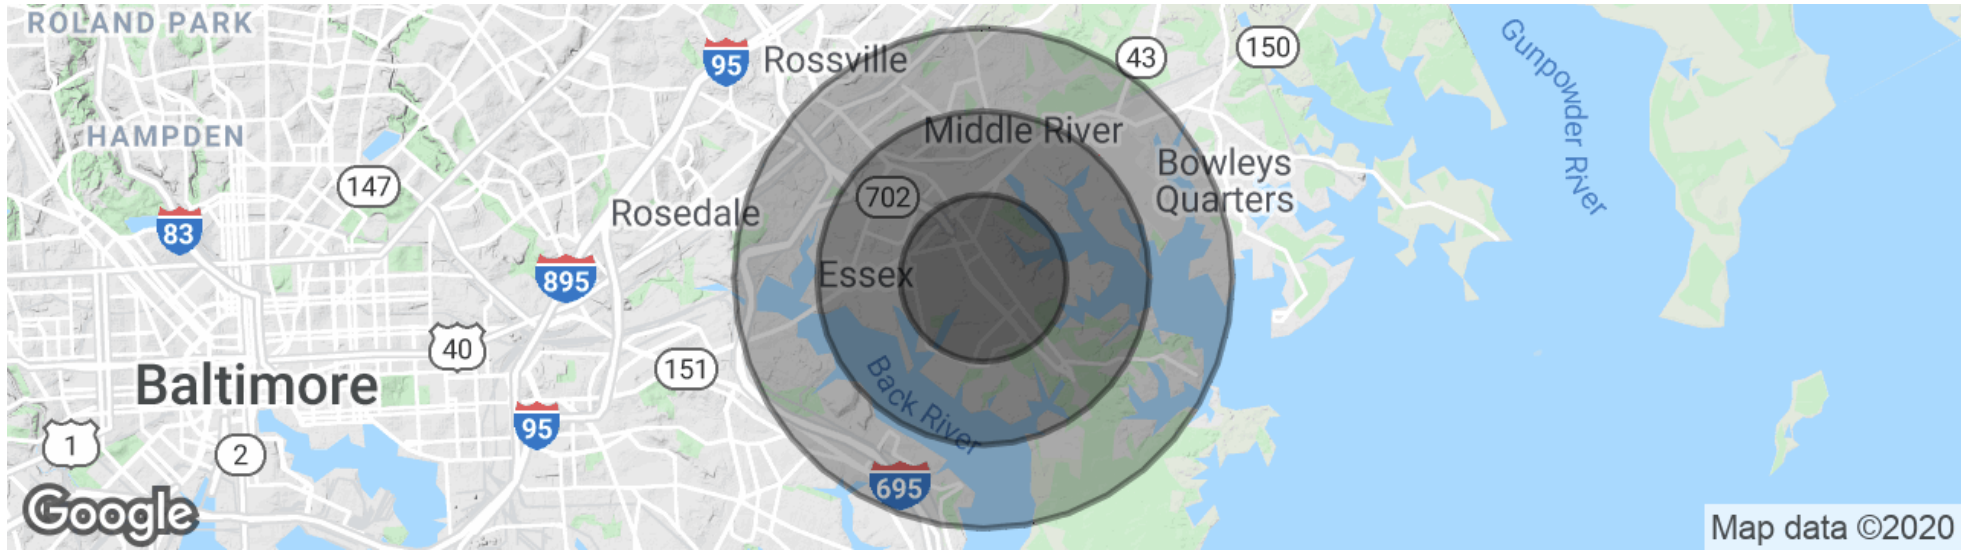 ROLAND PARK
95
Rossville
43
150
Gunpowder River
HAMPDEN
Middle River
147
702
Bowleys
Quarters
Rosedale
83
895
Essex
40
151
Baltimore
Back River
95
1
2
695
Google
Map data ©2020